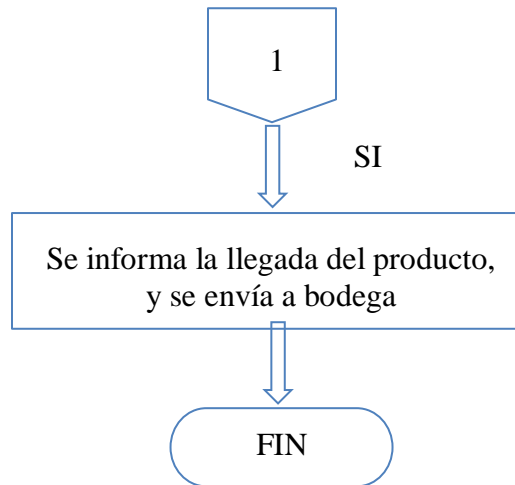 1
SI
Se informa la llegada del producto,
y se envía a bodega
FIN